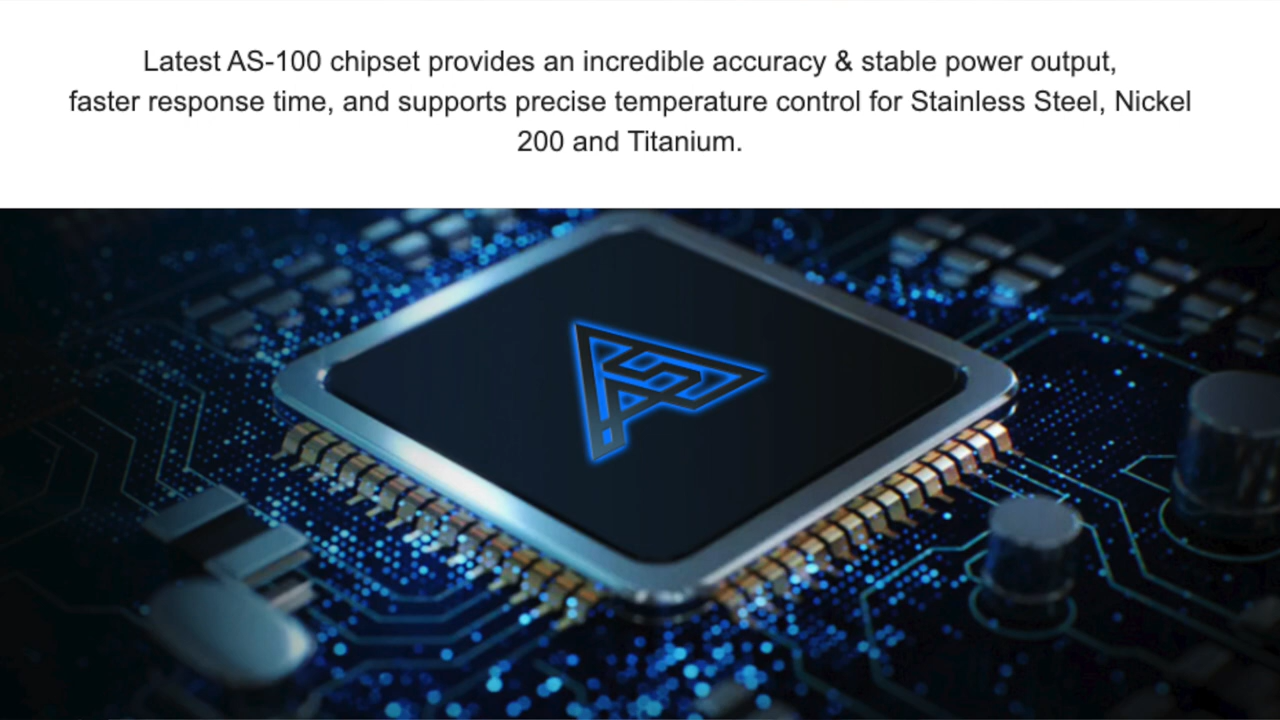 Latest AS-100 chipset provides an incredible accuracy & stable power output,
faster response time, and supports precise temperature control for Stainless Steel, Nickel
200 and Titanium.